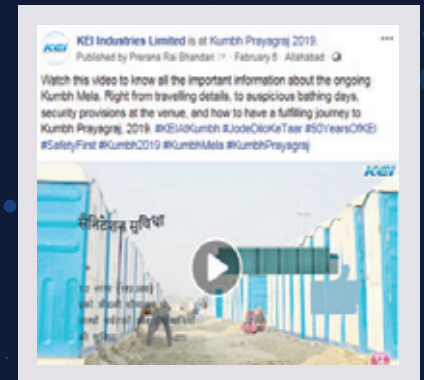 KEI
KEI Industries Limited is at Kumbh Prayagraj 2019.
Published by Prerana Rai Bhandari · February 6 · Allahabad ·
Watch this video to know all the important information about the ongoing
Kumbh Mela. Right from travelling details, to auspicious bathing days,
security provisions at the venue, and how to have a fulfilling journey to
Kumbh Prayagraj, 2019. #KEIAtKumbh #JodeDiloKeTaar #50YearsOfKEI
#SafetyFirst #Kumbh2019 #KumbhMela #KumbhPrayagraj
KEI
सैनिटेशन सुविधा